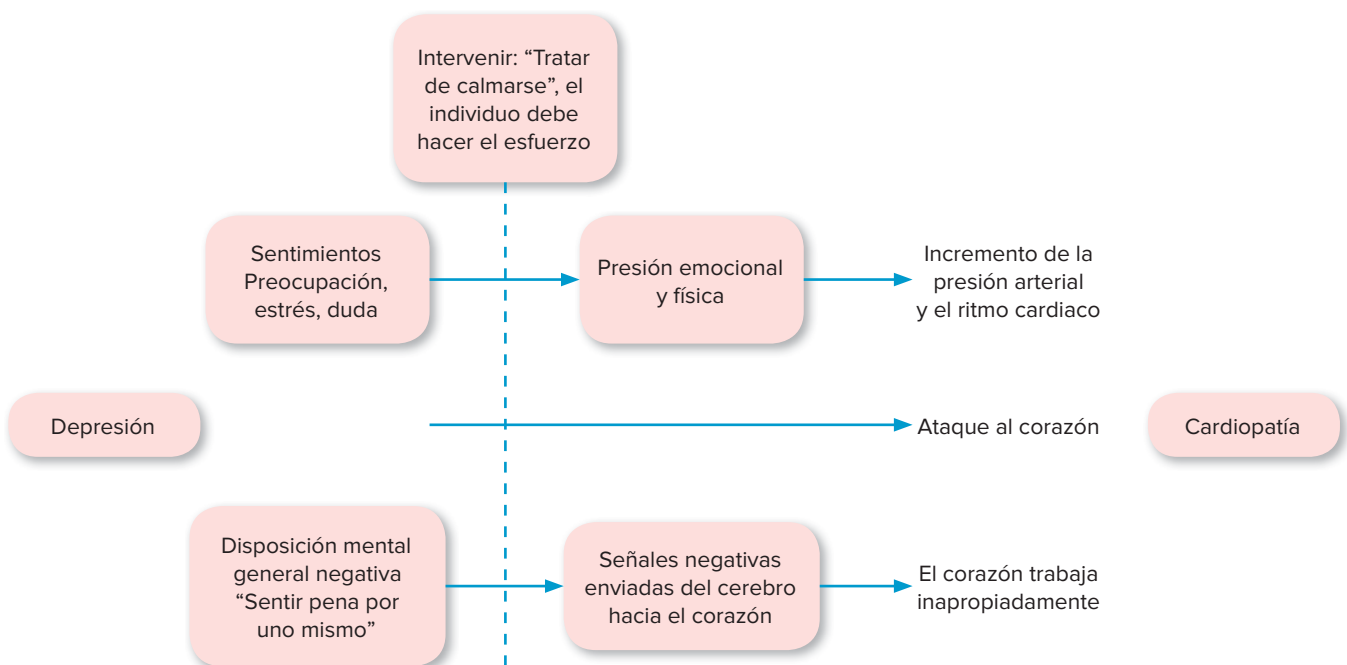 Intervenir: “Tratar
de calmarse”, el
individuo debe
hacer el esfuerzo
Sentimientos
Preocupación,
estrés, duda
Presión emocional
y física
Incremento de la
presión arterial
y el ritmo cardiaco
Depresión
Ataque al corazón
Cardiopatía
Disposición mental
general negativa
“Sentir pena por
uno mismo”
Señales negativas
enviadas del cerebro
hacia el corazón
El corazón trabaja
inapropiadamente